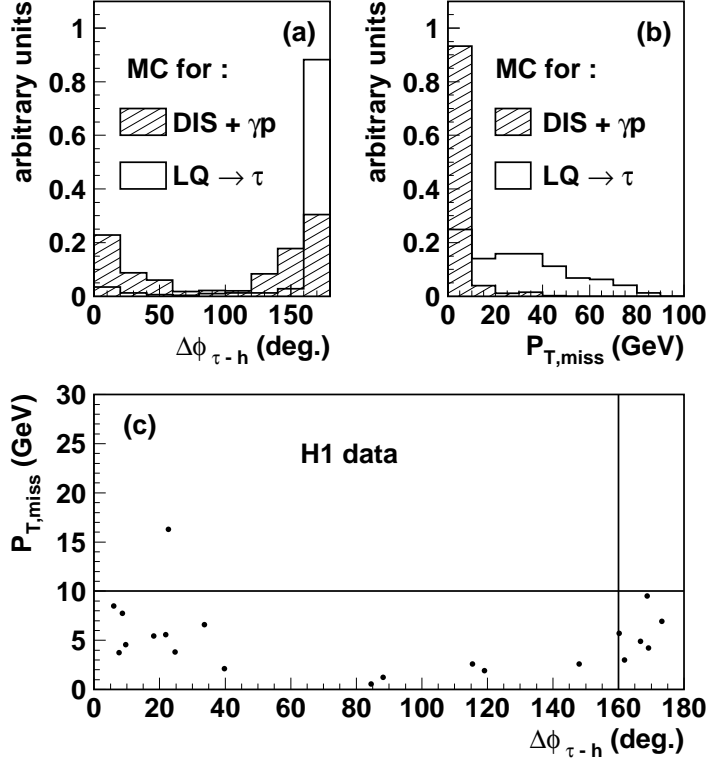 (a)
arbitrary units
1
0.8
0.6
0.4
0.2
0
MC for :
DIS + γp
LQ → τ
0 50 100 150
Δϕ τ - h (deg.)
(b)
arbitrary units
1
0.8
0.6
0.4
0.2
0
MC for :
DIS + γp
LQ → τ
0 20 40 60 80 100
P T,miss (GeV)
(c)
P T,miss (GeV)
30
25
20
15
10
5
0
H1 data
0 20 40 60 80 100 120 140 160 180
Δϕ τ - h (deg.)